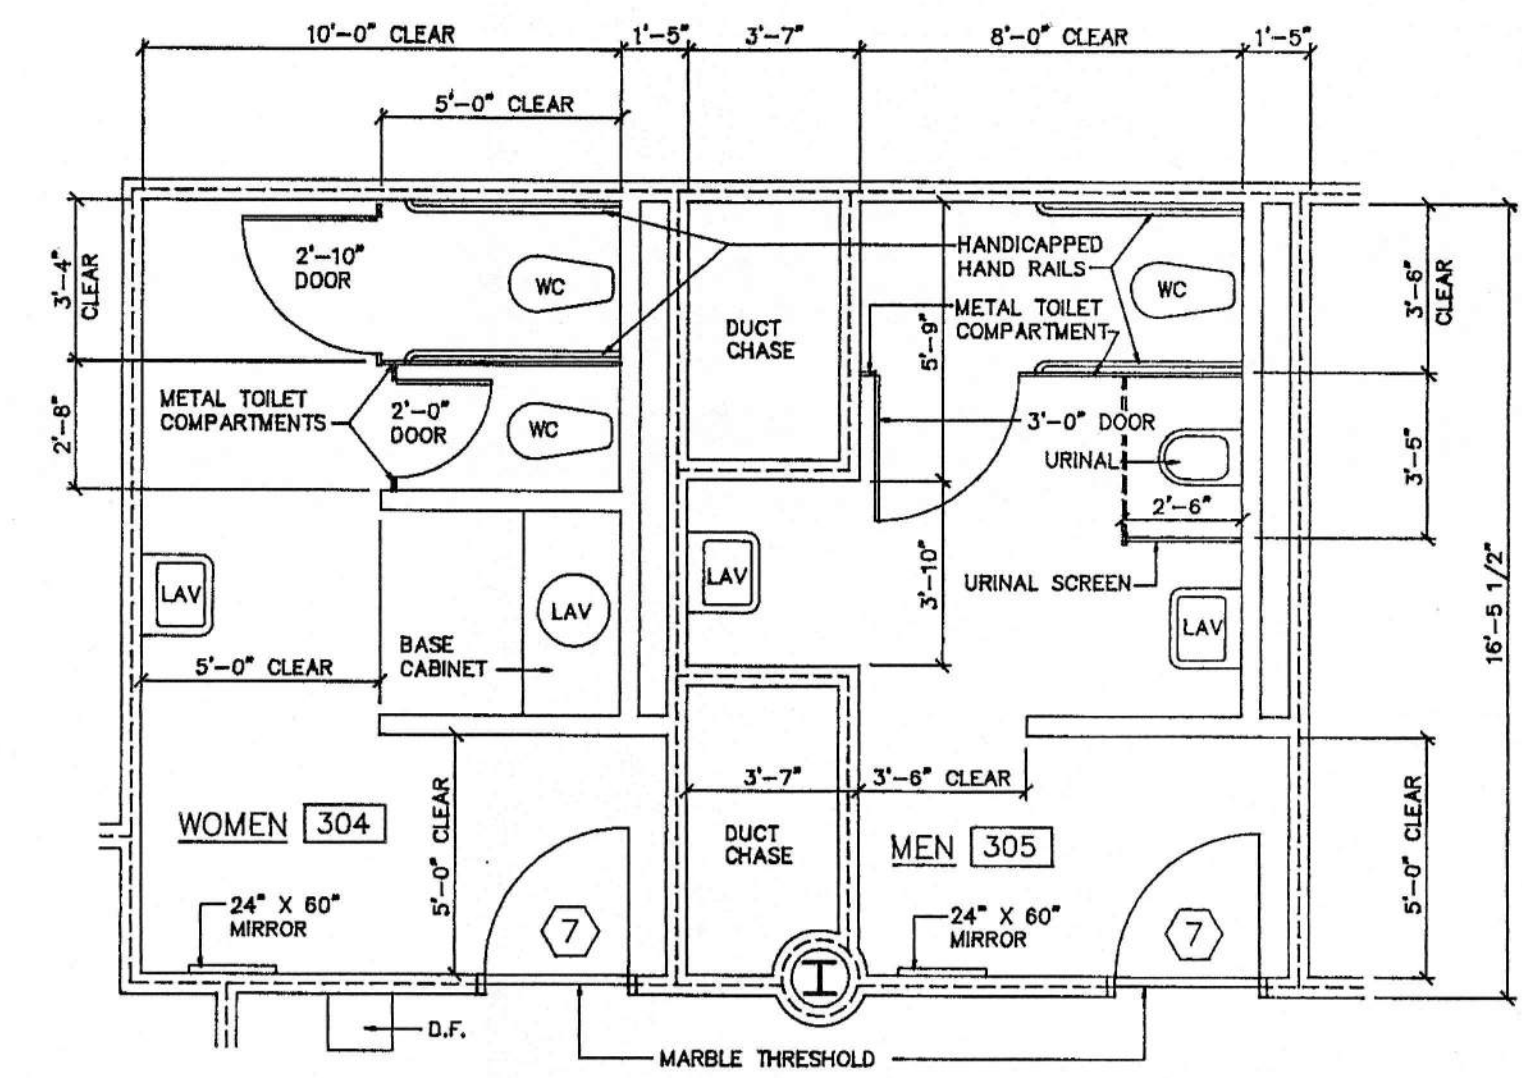 10'-0" CLEAR
1'-5"
3'-7"
8'-0" CLEAR
1'-5"
5'-0" CLEAR
3'-4"
CLEAR
2'-10"
DOOR
WC
DUCT
CHASE
5'-9"
HANDICAPPED
HAND RAILS
METAL TOILET
COMPARTMENT
WC
3'-6"
CLEAR
2'-8"
METAL TOILET
COMPARTMENTS
2'-0"
DOOR
WC
3'-0" DOOR
URINAL
2'-6"
3'-5"
LAV
5'-0" CLEAR
BASE
CABINET
LAV
LAV
3'-10"
URINAL SCREEN
LAV
16'-5 1/2"
WOMEN 304
5'-0" CLEAR
3'-7"
3'-6" CLEAR
DUCT
CHASE
MEN 305
5'-0" CLEAR
24" X 60"
MIRROR
7
24" X 60"
MIRROR
7
D.F.
MARBLE THRESHOLD